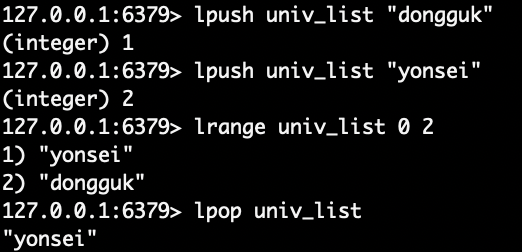 127.0.0.1:6379> lpush univ_list "dongguk"
(integer) 1
127.0.0.1:6379> lpush univ_list "yonsei"
(integer) 2
127.0.0.1:6379> lrange univ_list 0 2
1) "yonsei"
2) "dongguk"
127.0.0.1:6379> lpop univ_list
"yonsei"